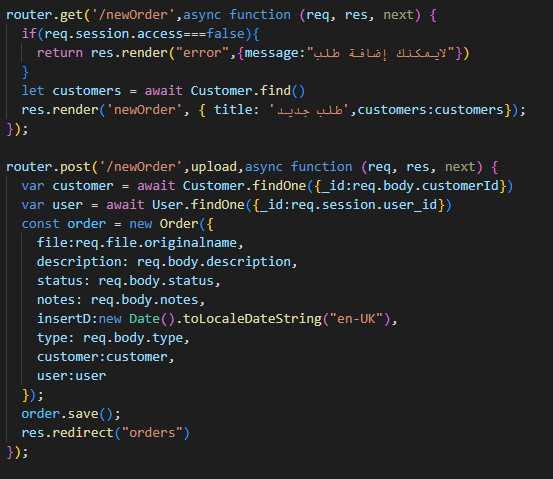 router.get('/newOrder',async function (req, res, next) {
  if(req.session.access===false){
    return res.render("error",{message:"لايمكنك إضافة طلب"})
  }
  let customers = await Customer.find()
  res.render('newOrder', { title: 'طلب جديد',customers:customers});
});

router.post('/newOrder',upload,async function (req, res, next) {
  var customer = await Customer.findOne({_id:req.body.customerId})
  var user = await User.findOne({_id:req.session.user_id})
  const order = new Order({
    file:req.file.originalname,
    description: req.body.description,
    status: req.body.status,
    notes: req.body.notes,
    insertD:new Date().toLocaleDateString("en-UK"),
    type: req.body.type,
    customer:customer,
    user:user
  });
  order.save();
  res.redirect("orders")
});